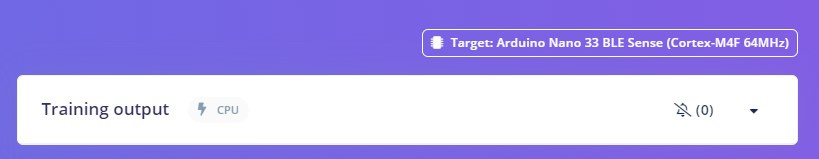 Target: Arduino Nano 33 BLE Sense (Cortex-M4F 64MHz)
Training output CPU (0)